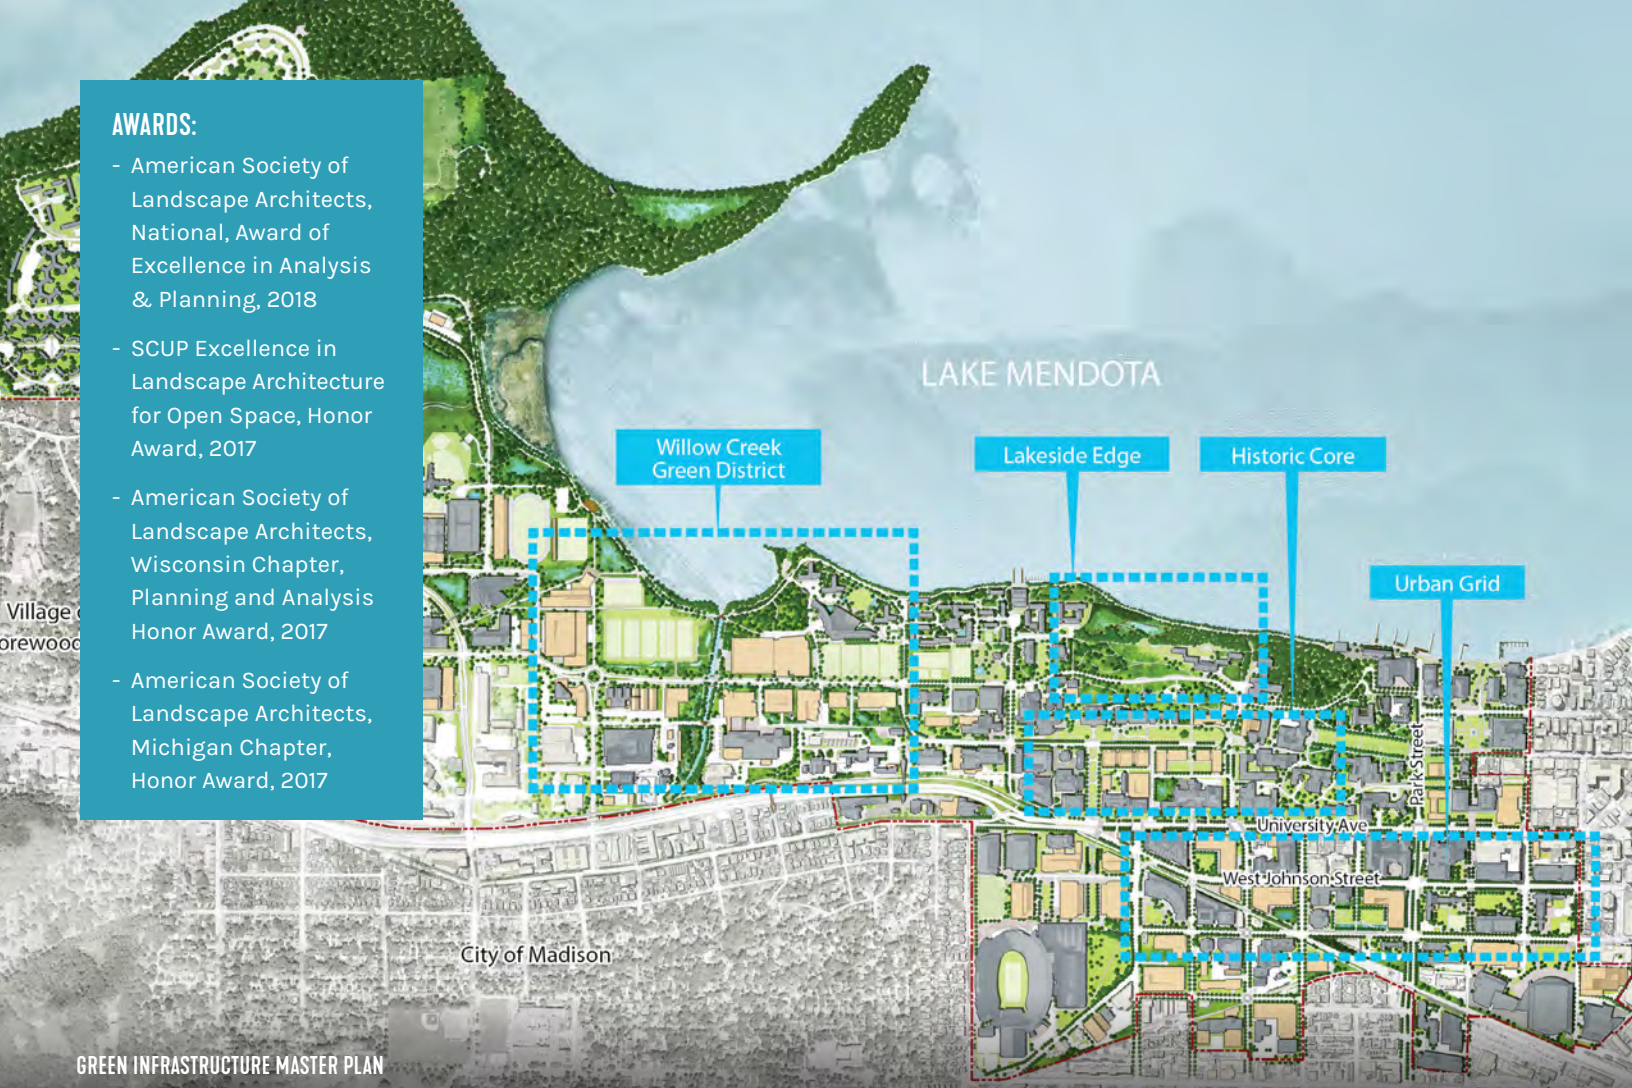 AWARDS:
- American Society of
Landscape Architects,
National, Award of
Excellence in Analysis
& Planning, 2018
- SCUP Excellence in
Landscape Architecture
for Open Space, Honor
Award, 2017
- American Society of
Landscape Architects,
Wisconsin Chapter,
Planning and Analysis
Honor Award, 2017
- American Society of
Landscape Architects,
Michigan Chapter,
Honor Award, 2017
LAKE MENDOTA
Willow Creek
Green District
Lakeside Edge
Historic Core
Urban Grid
Village
orewood
Park Street
University Ave
West Johnson Street
City of Madison
GREEN INFRASTRUCTURE MASTER PLAN